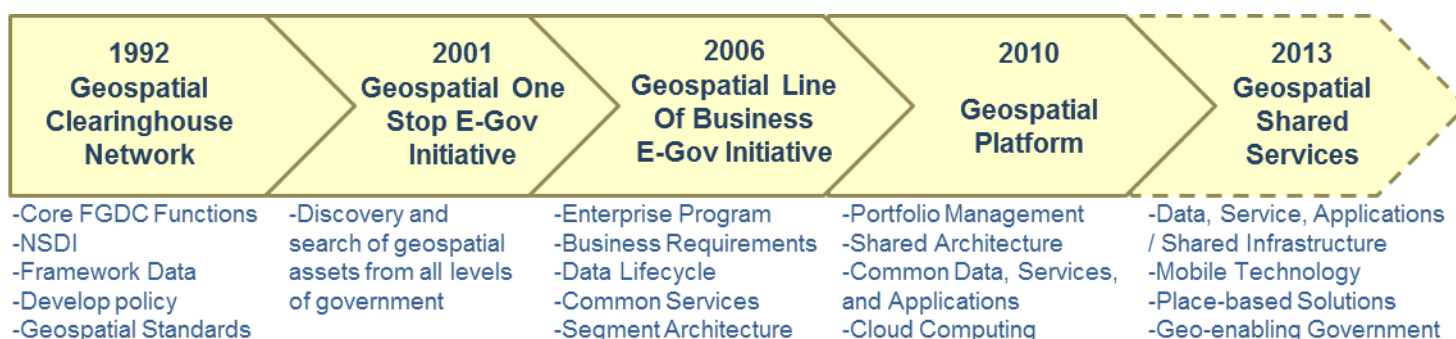 1992
Geospatial
Clearinghouse
Network
2001
Geospatial One
Stop E-Gov
Initiative
2006
Geospatial Line
Of Business
E-Gov Initiative
2010
Geospatial
Platform
2013
Geospatial
Shared
Services
-Core FGDC Functions
-NSDI
-Framework Data
-Develop policy
-Geospatial Standards
-Discovery and
search of geospatial
assets from all levels
of government
-Enterprise Program
-Business Requirements
-Data Lifecycle
-Common Services
-Segment Architecture
-Portfolio Management
-Shared Architecture
-Common Data, Services,
and Applications
-Cloud Computing
-Data, Service, Applications
/ Shared Infrastructure
-Mobile Technology
-Place-based Solutions
-Geo-enabling Government